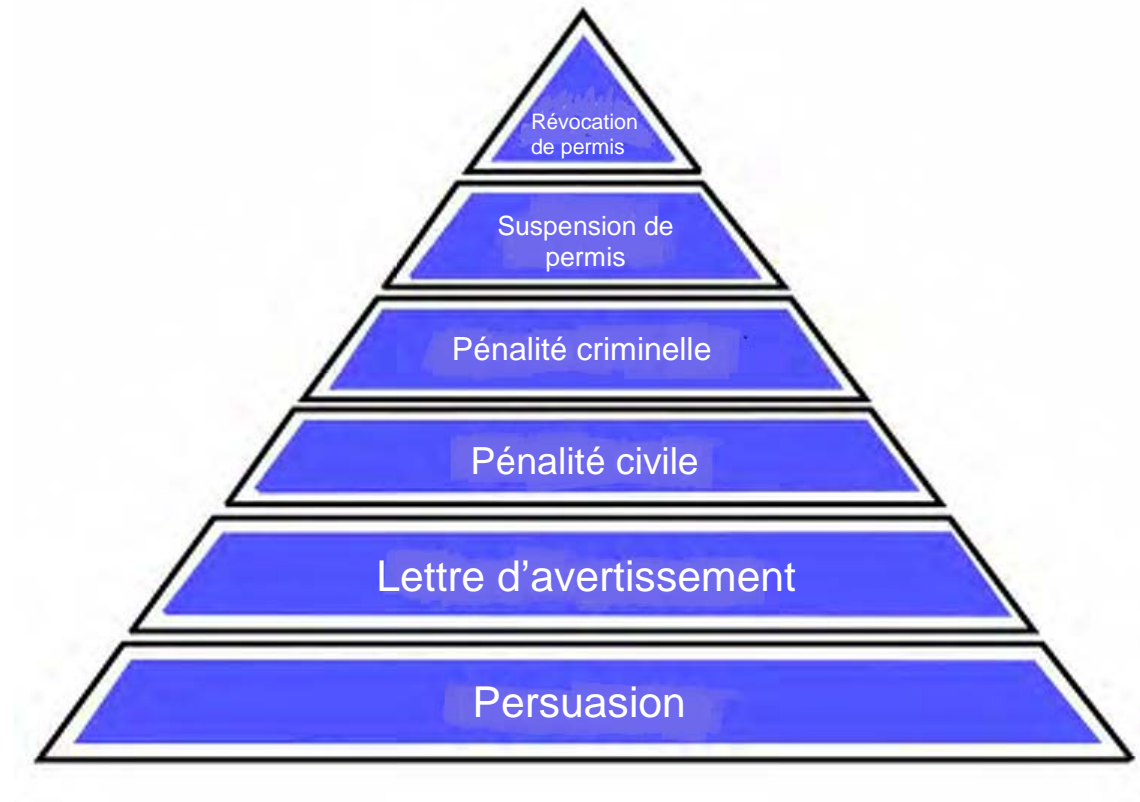 Révocation
de permis
Suspension de
permis
Pénalité criminelle
Pénalité civile
Lettre d’avertissement
Persuasion